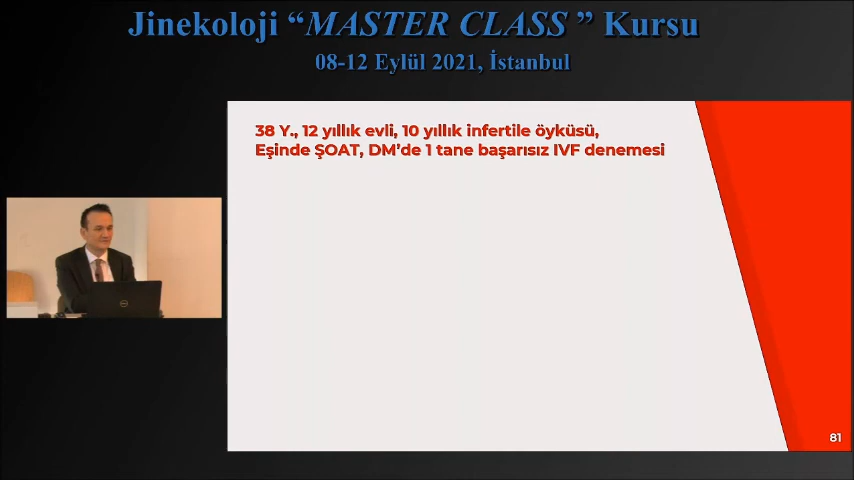 Jinekoloji “MASTER CLASS ” Kursu
08-12 Eylül 2021, İstanbul
38 Y., 12 yıllık evli, 10 yıllık infertile öyküsü,
Eşinde ŞOAT, DM’de 1 tane başarısız IVF denemesi
81